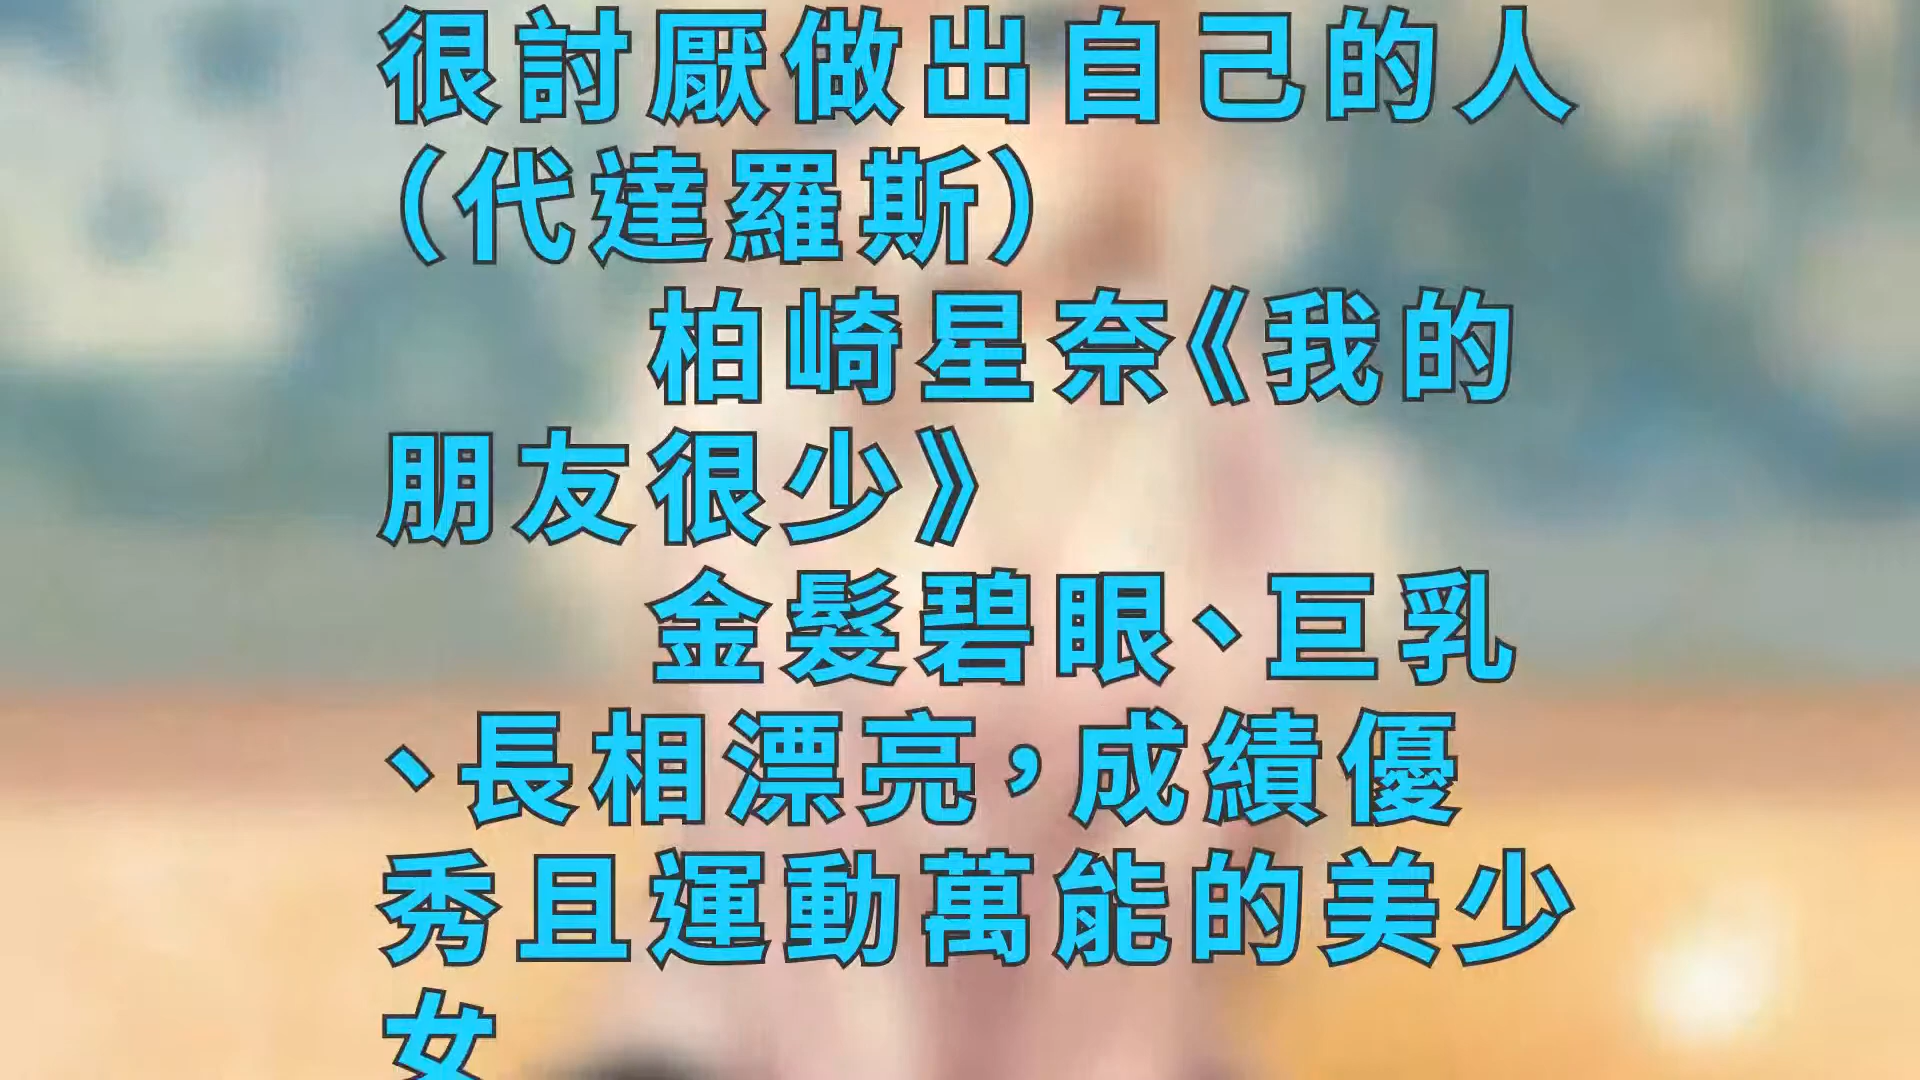 很討厭做出自己的人
（代達羅斯）
柏崎星奈《我的
朋友很少》
金髮碧眼、巨乳
、長相漂亮，成績優
秀且運動萬能的美少
女